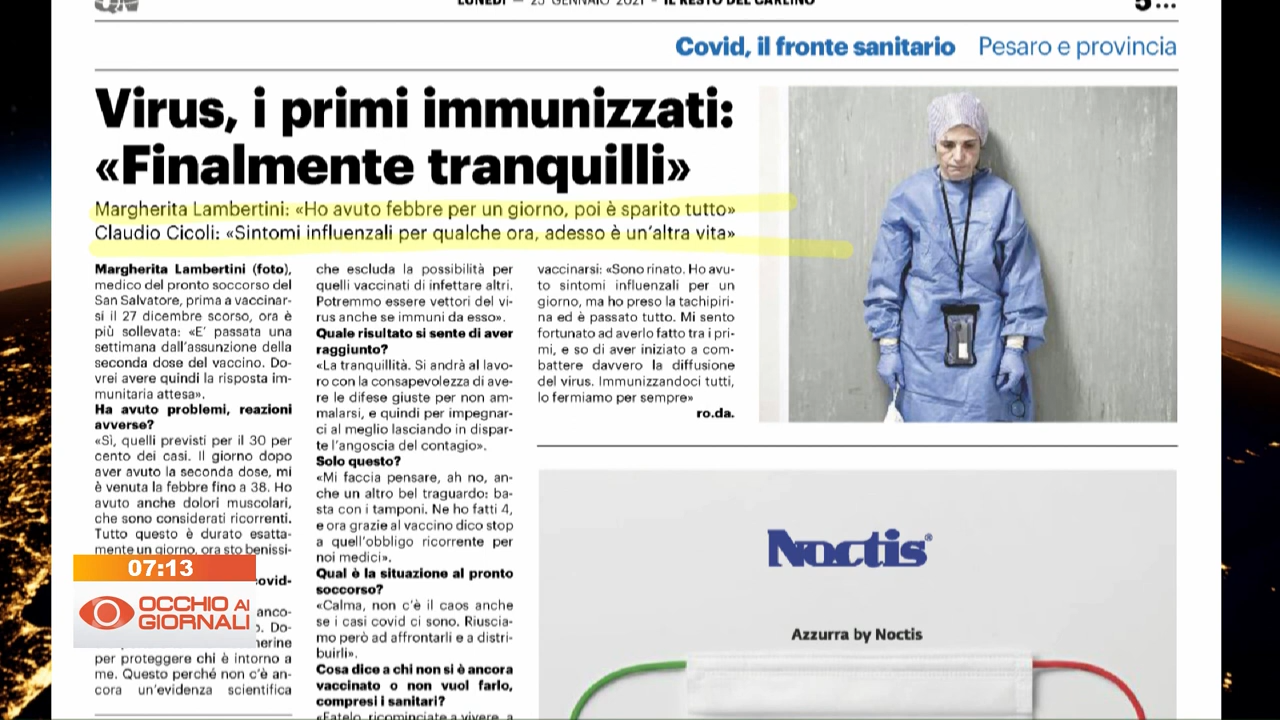 QN
LUNEDÌ — 25 GENNAIO 2021 – IL RESTO DEL CARLINO
5...
Covid, il fronte sanitario Pesaro e provincia
Virus, i primi immunizzati:
«Finalmente tranquilli»
Margherita Lambertini: «Ho avuto febbre per un giorno, poi è sparito tutto»
Claudio Cicoli: «Sintomi influenzali per qualche ora, adesso è un'altra vita»
Margherita Lambertini (foto),
medico del pronto soccorso del
San Salvatore, prima a vaccinar-
si il 27 dicembre scorso, ora è
più sollevata: «E' passata una
settimana dall'assunzione della
seconda dose del vaccino. Do-
vrei avere quindi la risposta im-
munitaria attesa».
Ha avuto problemi, reazioni
avverse?
«Sì, quelli previsti per il 30 per
cento dei casi. Il giorno dopo
aver avuto la seconda dose, mi
è venuta la febbre fino a 38. Ho
avuto anche dolori muscolari,
che sono considerati ricorrenti.
Tutto questo è durato esatta-
mente un giorno, ora sto benissi-
covid-
anco-
o. Do-
herine
per proteggere chi è intorno a
me. Questo perché non c'è an-
cora un'evidenza scientifica
che escluda la possibilità per
quelli vaccinati di infettare altri.
Potremmo essere vettori del vi-
rus anche se immuni da esso».
Quale risultato si sente di aver
raggiunto?
«La tranquillità. Si andrà al lavo-
ro con la consapevolezza di ave-
re le difese giuste per non am-
malarsi, e quindi per impegnar-
ci al meglio lasciando in dispar-
te l'angoscia del contagio».
Solo questo?
«Mi faccia pensare, ah no, an-
che un altro bel traguardo: ba-
sta con i tamponi. Ne ho fatti 4,
e ora grazie al vaccino dico stop
a quell'obbligo ricorrente per
noi medici».
Qual è la situazione al pronto
soccorso?
«Calma, non c'è il caos anche
se i casi covid ci sono. Riuscia-
mo però ad affrontarli e a distri-
buirli».
Cosa dice a chi non si è ancora
vaccinato o non vuol farlo,
compresi i sanitari?
«Fatelo, ricominciate a vivere, a
vaccinarsi: «Sono rinato. Ho avu-
to sintomi influenzali per un
giorno, ma ho preso la tachipiri-
na ed è passato tutto. Mi sento
fortunato ad averlo fatto tra i pri-
mi, e so di aver iniziato a com-
battere davvero la diffusione
del virus. Immunizzandoci tutti,
lo fermiamo per sempre»
ro.da.
Noctis®
Azzurra by Noctis
07:13
OCCHIO AI
GIORNALI